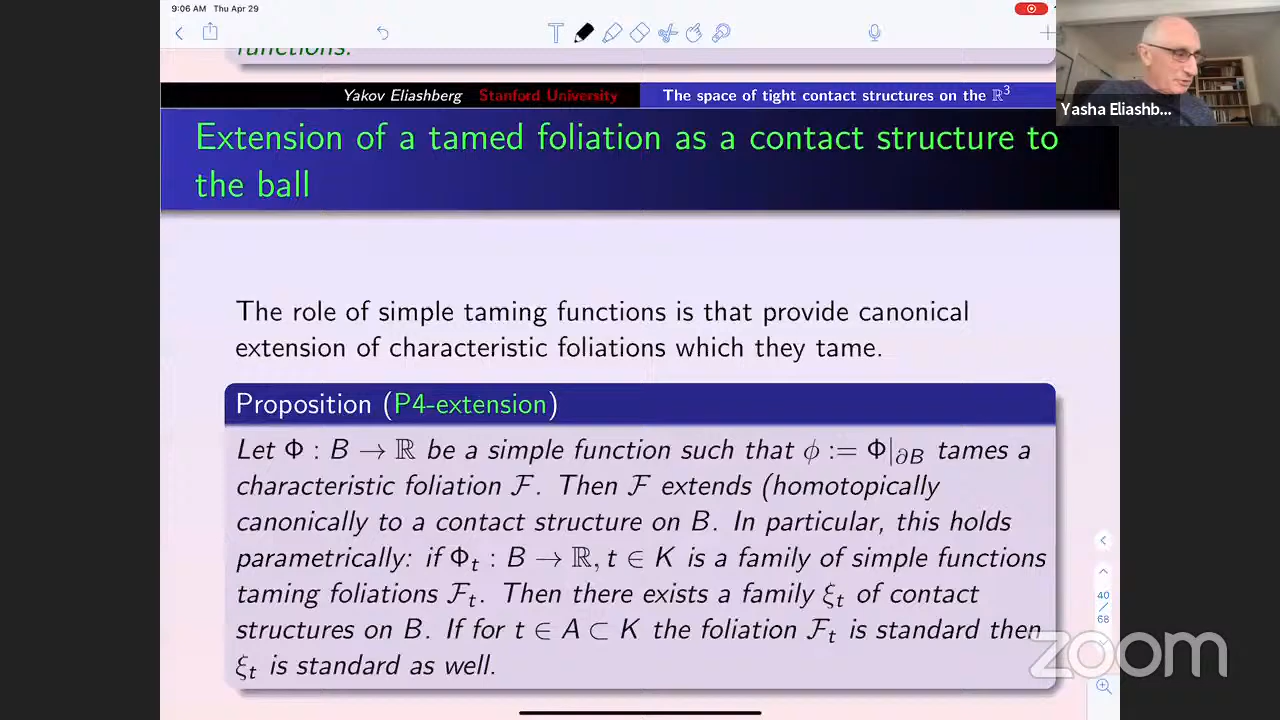 9:06 AM Thu Apr 29
functions.
Yakov Eliashberg Stanford University The space of tight contact structures on the ℝ³
Yasha Eliashb...
Extension of a tamed foliation as a contact structure to
the ball
The role of simple taming functions is that provide canonical
extension of characteristic foliations which they tame.
Proposition (P4-extension)
Let Φ : B → ℝ be a simple function such that ϕ := Φ|∂B tames a
characteristic foliation ℱ. Then ℱ extends (homotopically
canonically to a contact structure on B. In particular, this holds
parametrically: if Φt : B → ℝ, t ∈ K is a family of simple functions
taming foliations ℱt. Then there exists a family ξt of contact
structures on B. If for t ∈ A ⊂ K the foliation ℱt is standard then
ξt is standard as well.
40
/
68
zoom